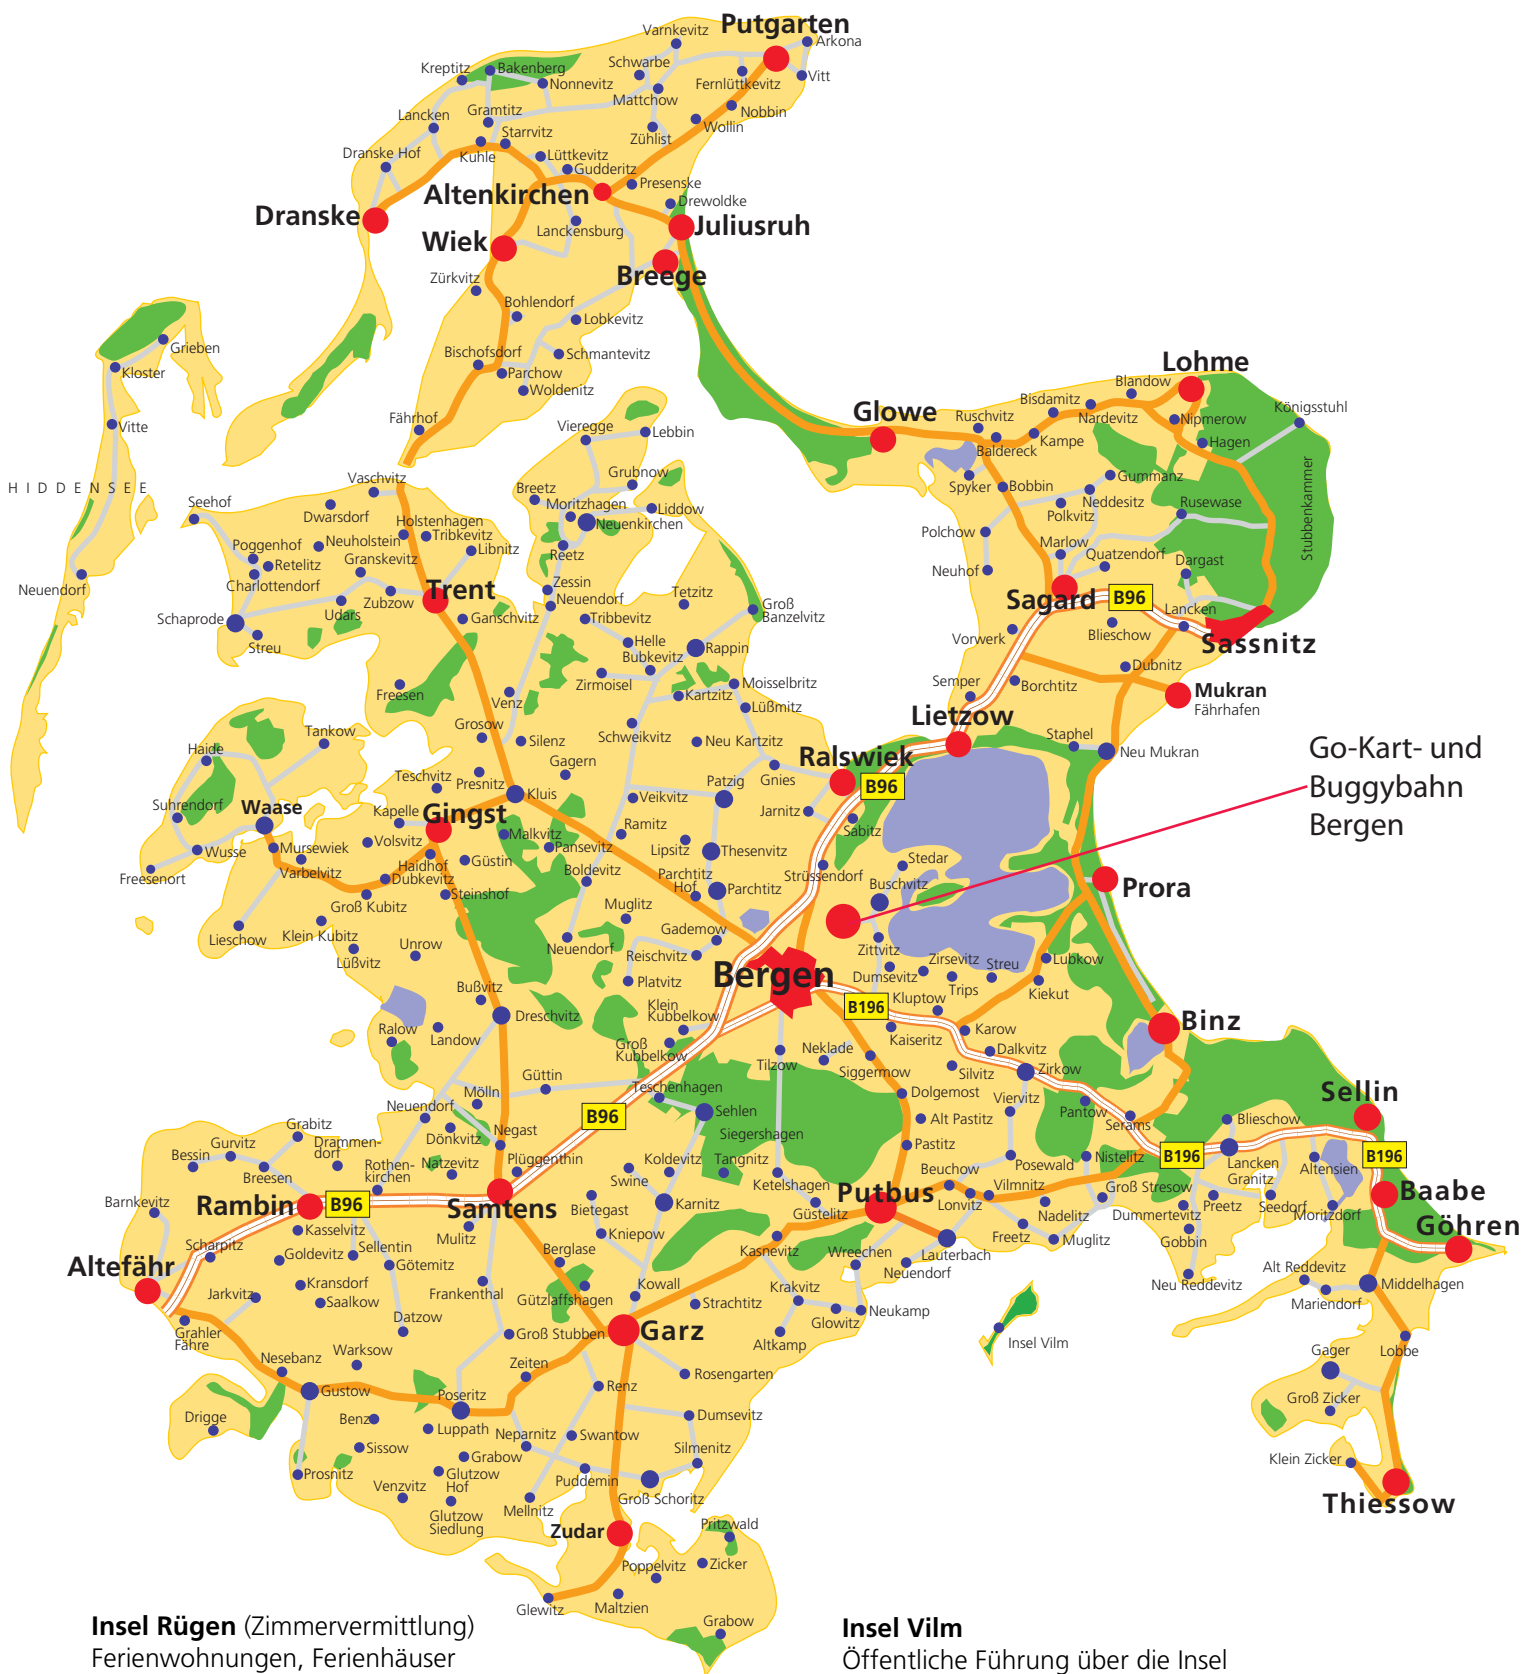 Putgarten
Varnkevitz
Arkona
Schwarbe
Kreptitz
Bakenberg
Nonnevitz
Fernlüttkevitz
Vitt
Mattchow
Nobbin
Lancken
Gramtitz
Wollin
Starrvitz
Zühlist
Dranske Hof
Kuhle
Lüttkevitz
Gudderitz
Presenske
Altenkirchen
Drewoldke
Dranske
Juliusruh
Lanckensburg
Wiek
Breege
Zürkvitz
Bohlendorf
Lobkevitz
Grieben
Bischofsdorf
Schmantevitz
Kloster
Parchow
Woldenitz
Lohme
Blandow
Bisdamitz
Königsstuhl
Glowe
Ruschvitz
Nardevitz
Nipmerow
Fährhof
Vitte
Vieregge
Lebbin
Kampe
Hagen
Baldereck
HIDDENSEE
Vaschvitz
Grubnow
Gummanz
Stubbenkammer
Seehof
Breetz
Spyker
Bobbin
Neddesitz
Rusewase
Dwarsdorf
Moritzhagen
Liddow
Polkvitz
Holstenhagen
Neuenkirchen
Tribkevitz
Polchow
Poggenhof
Neuholstein
Libnitz
Marlow
Reetz
Quatzendorf
Retelitz
Granskevitz
Dargast
Neuhof
Charlottendorf
Neuendorf
Trent
Zessin
Tetzitz
Zubzow
Neuendorf
Sagard
B96
Groß
Banzelvitz
Lancken
Schaprode
Udars
Ganschvitz
Tribbevitz
Blieschow
Streu
Helle
Vorwerk
Sassnitz
Bubkevitz
Rappin
Dubnitz
Freesen
Zirmoisel
Moisselbritz
Semper
Borchtitz
Mukran
Fährhafen
Venz
Kartzitz
Lüßmitz
Lietzow
Grosow
Tankow
Schweikvitz
Staphel
Haide
Silenz
Neu Kartzitz
Neu Mukran
Go-Kart- und
Buggybahn
Bergen
Gagern
Ralswiek
Teschvitz
Presnitz
Patzig
Gnies
B96
Suhrendorf
Waase
Kluis
Veikvitz
Kapelle
Gingst
Jarnitz
Malkvitz
Ramitz
Sabitz
Wusse
Mursewiek
Volsvitz
Pansevitz
Lipsitz
Thesenvitz
Stedar
Haidhof
Güstin
Freesenort
Varbelvitz
Dubkevitz
Boldevitz
Parchtitz
Hof
Strüssendorf
Buschvitz
Prora
Steinshof
Parchtitz
Groß Kubitz
Muglitz
Lieschow
Klein Kubitz
Gademow
Unrow
Neuendorf
Zittvitz
Lüßvitz
Reischvitz
Zirsevitz
Lubkow
Bergen
Dumsevitz
Streu
Platvitz
Trips
Bußvitz
Kiekut
Klein
Kubbelkow
B196
Kluptow
Dreschvitz
Binz
Ralow
Karow
Landow
Kaiseritz
Groß
Kubbelkow
Neklade
Dalkvitz
Tilzow
Siggermow
Silvitz
Zirkow
Güttin
Teschenhagen
Sellin
Mölln
Dolgemost
Viervitz
Neuendorf
Sehlen
Pantow
B96
Alt Pastitz
Serams
Blieschow
Grabitz
Dönkvitz
Siegershagen
Gurvitz
Drammen-
dorf
Negast
Pastitz
B196
B196
Bessin
Plüggenthin
Koldevitz
Tangnitz
Beuchow
Posewald
Nistelitz
Lancken
Granitz
Altensien
Breesen
Rothen-
kirchen
Natzevitz
Swine
Ketelshagen
Vilmnitz
Barnkevitz
Rambin
B96
Putbus
Groß Stresow
Baabe
Samtens
Karnitz
Lonvitz
Preetz
Seedorf
Bietegast
Güstelitz
Nadelitz
Dummertevitz
Moritzdorf
Göhren
Kasselvitz
Kniepow
Freetz
Mulitz
Muglitz
Gobbin
Scharpitz
Sellentin
Berglase
Kasnevitz
Wreechen
Lauterbach
Goldevitz
Götemitz
Altefähr
Neuendorf
Alt Reddevitz
Neu Reddevitz
Kransdorf
Frankenthal
Kowall
Krakvitz
Middelhagen
Jarkvitz
Saalkow
Gützlaffshagen
Strachtitz
Mariendorf
Neukamp
Glowitz
Datzow
Grahler
Fähre
Groß Stubben
Garz
Altkamp
Insel Vilm
Gager
Lobbe
Warksow
Nesebanz
Zeiten
Rosengarten
Gustow
Poseritz
Renz
Groß Zicker
Drigge
Benz
Luppath
Dumsevitz
Neparnitz
Swantow
Sissow
Silmenitz
Klein Zicker
Grabow
Prosnitz
Glutzow
Hof
Puddemin
Venzvitz
Groß Schoritz
Thiessow
Mellnitz
Glutzow
Siedlung
Zudar
Pritzwald
Poppelvitz
Zicker
Glewitz
Maltzien
Grabow
Insel Rügen (Zimmervermittlung)
Ferienwohnungen, Ferienhäuser
Insel Vilm
Öffentliche Führung über die Insel